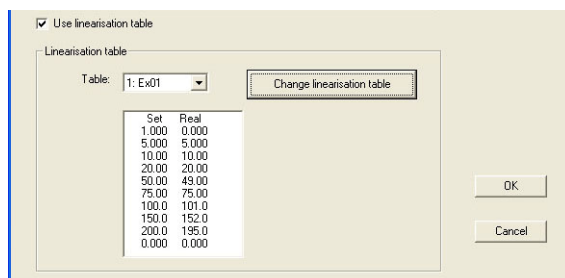 Use linearisation table
Linearisation table
Table: 1: Ex01 Change linearisation table
Set Real
1.000 0.000
5.000 5.000
10.00 10.00
20.00 20.00
50.00 49.00
75.00 75.00
100.0 101.0
150.0 152.0
200.0 195.0
0.000 0.000
OK
Cancel